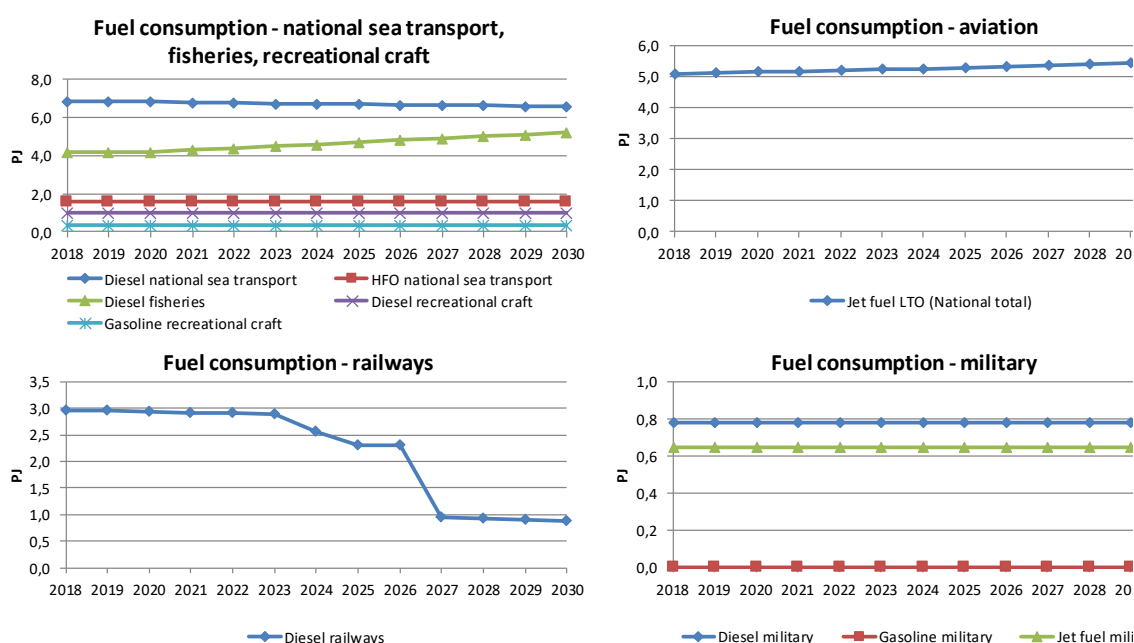 Fuel consumption - national sea transport,
fisheries, recreational craft
8,0
6,0
4,0
2,0
0,0
PJ
2018 2019 2020 2021 2022 2023 2024 2025 2026 2027 2028 2029 2030
Diesel national sea transport HFO national sea transport
Diesel fisheries Diesel recreational craft
Gasoline recreational craft
Fuel consumption - aviation
6,0
5,0
4,0
3,0
2,0
1,0
0,0
PJ
2018 2019 2020 2021 2022 2023 2024 2025 2026 2027 2028 20
Jet fuel LTO (National total)
Fuel consumption - railways
3,5
3,0
2,5
2,0
1,5
1,0
0,5
0,0
PJ
2018 2019 2020 2021 2022 2023 2024 2025 2026 2027 2028 2029 2030
Diesel railways
Fuel consumption - military
1,0
0,8
0,6
0,4
0,2
0,0
PJ
2018 2019 2020 2021 2022 2023 2024 2025 2026 2027 2028 20
Diesel military Gasoline military Jet fuel mili